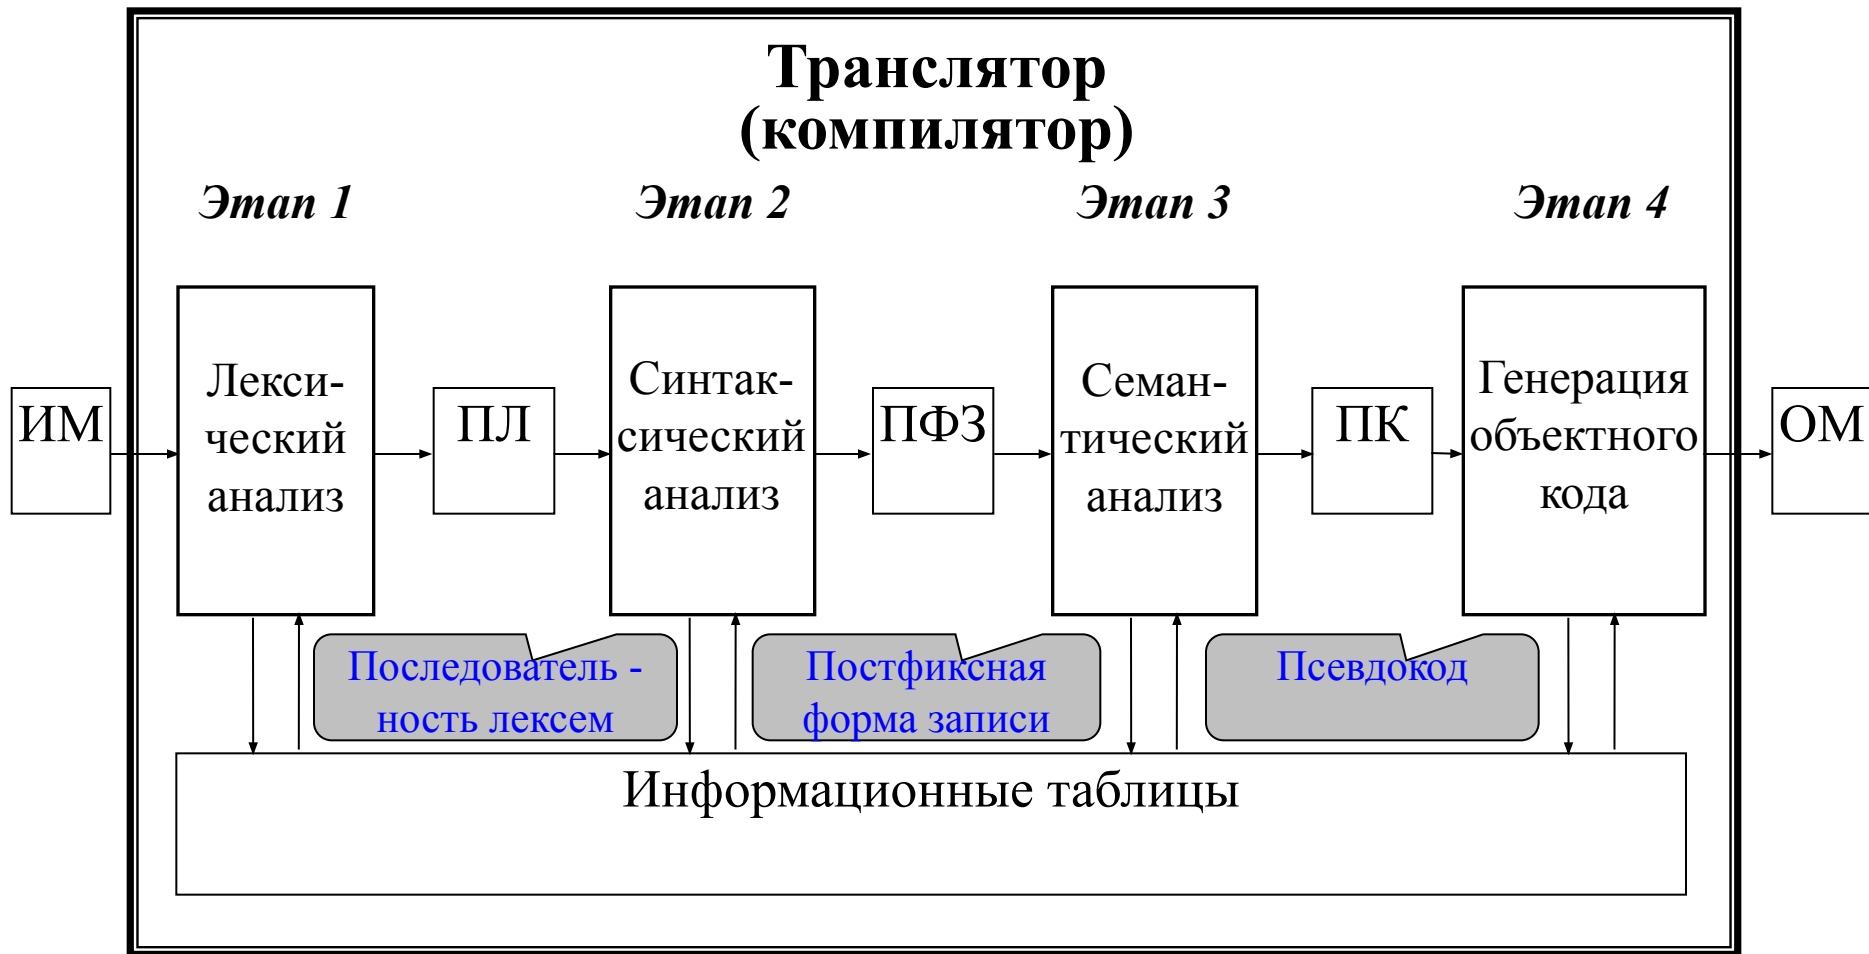 Транслятор
(компилятор)
Этап 1
Этап 2
Этап 3
Этап 4
ИМ
Лекси-
ческий
анализ
ПЛ
Синтак-
сический
анализ
ПФЗ
Семан-
тический
анализ
ПК
Генерация
объектного
кода
ОМ
Последователь -
ность лексем
Постфиксная
форма записи
Псевдокод
Информационные таблицы